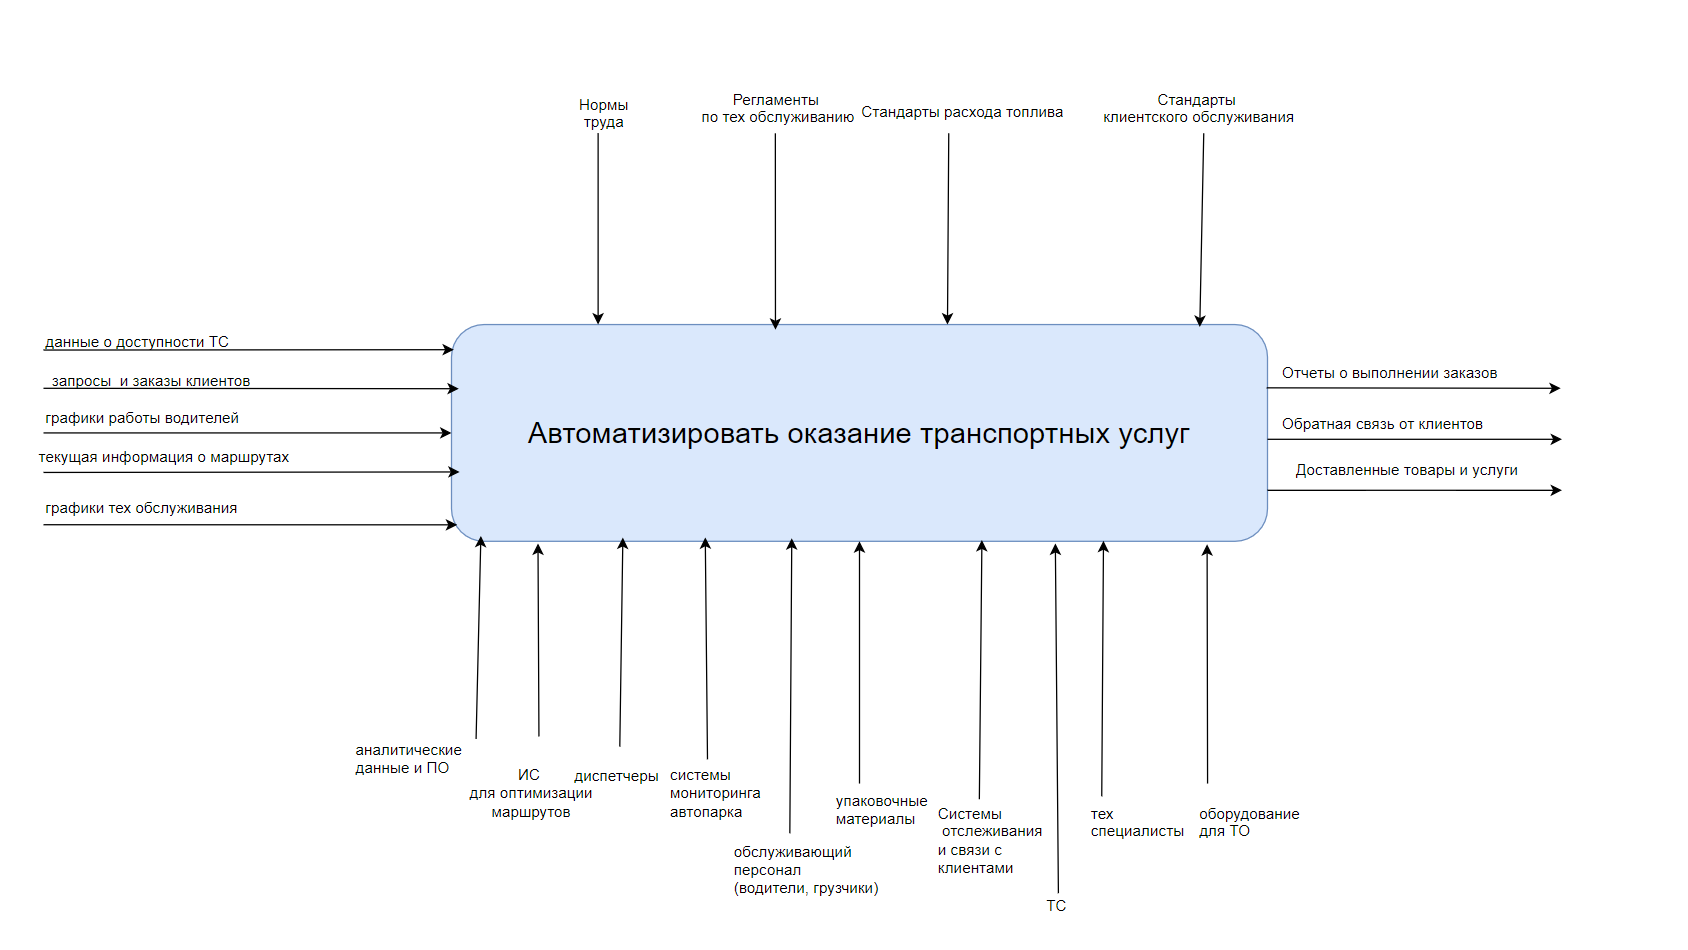 Нормы
труда
Регламенты
по тех обслуживанию
Стандарты расхода топлива
Стандарты
клиентского обслуживания
данные о доступности ТС
запросы и заказы клиентов
графики работы водителей
текущая информация о маршрутах
графики тех обслуживания
Автоматизировать оказание транспортных услуг
Отчеты о выполнении заказов
Обратная связь от клиентов
Доставленные товары и услуги
аналитические
данные и ПО
ИС
для оптимизации
маршрутов
диспетчеры
системы
мониторинга
автопарка
обслуживающий
персонал
(водители, грузчики)
упаковочные
материалы
Системы
отслеживания
и связи с
клиентами
ТС
тех
специалисты
оборудование
для ТО